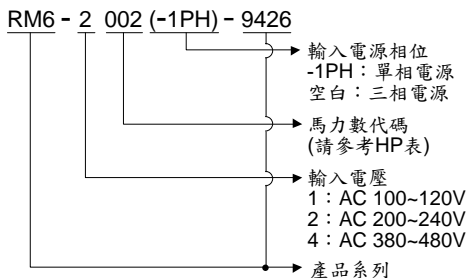 RM6 - 2 002 (-1PH) - 9426
輸入電源相位
-1PH：單相電源
空白：三相電源
馬力數代碼
(請參考HP表)
輸入電壓
1：AC 100~120V
2：AC 200~240V
4：AC 380~480V
產品系列